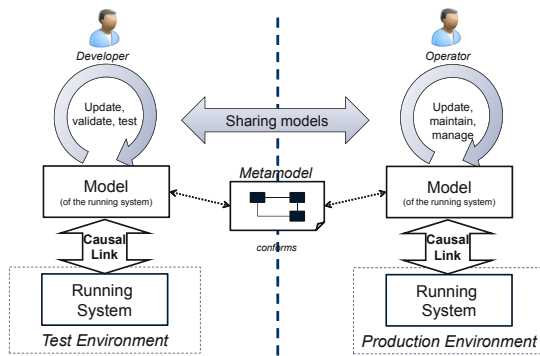 Developer
Operator
Update,
validate, test
Sharing models
Update,
maintain,
manage
Metamodel
Model
(of the running system)
Model
(of the running system)
conforms
Causal
Link
Causal
Link
Running
System
Running
System
Test Environment
Production Environment